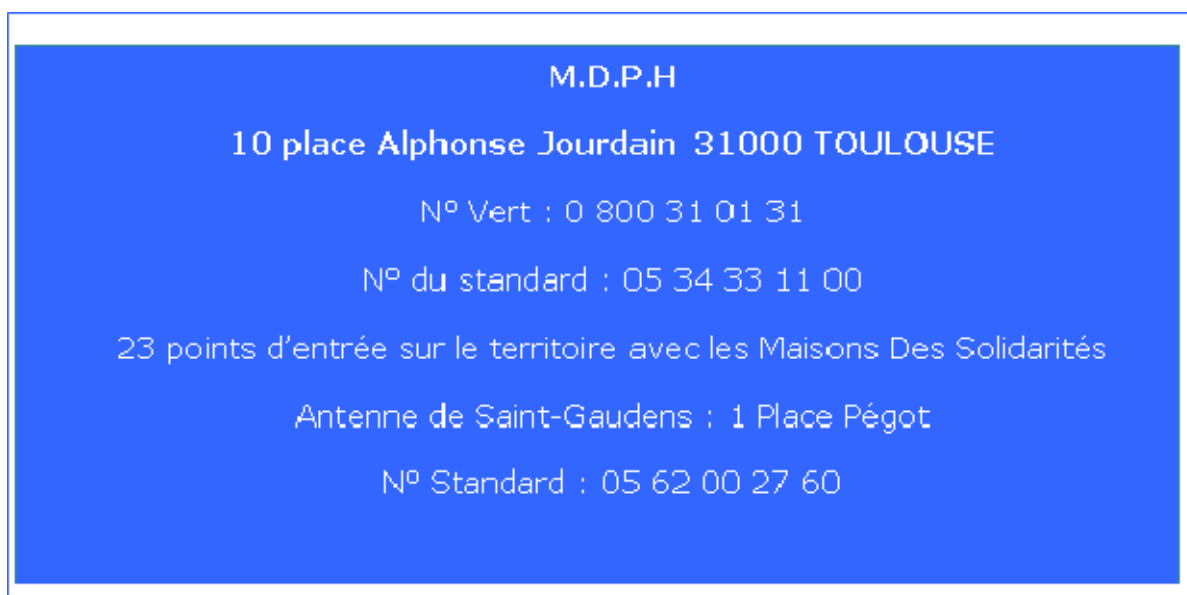 M.D.P.H
10 place Alphonse Jourdain 31000 TOULOUSE
Nº Vert : 0 800 31 01 31
Nº du standard : 05 34 33 11 00
23 points d'entrée sur le territoire avec les Maisons Des Solidarités
Antenne de Saint-Gaudens : 1 Place Pégot
Nº Standard : 05 62 00 27 60